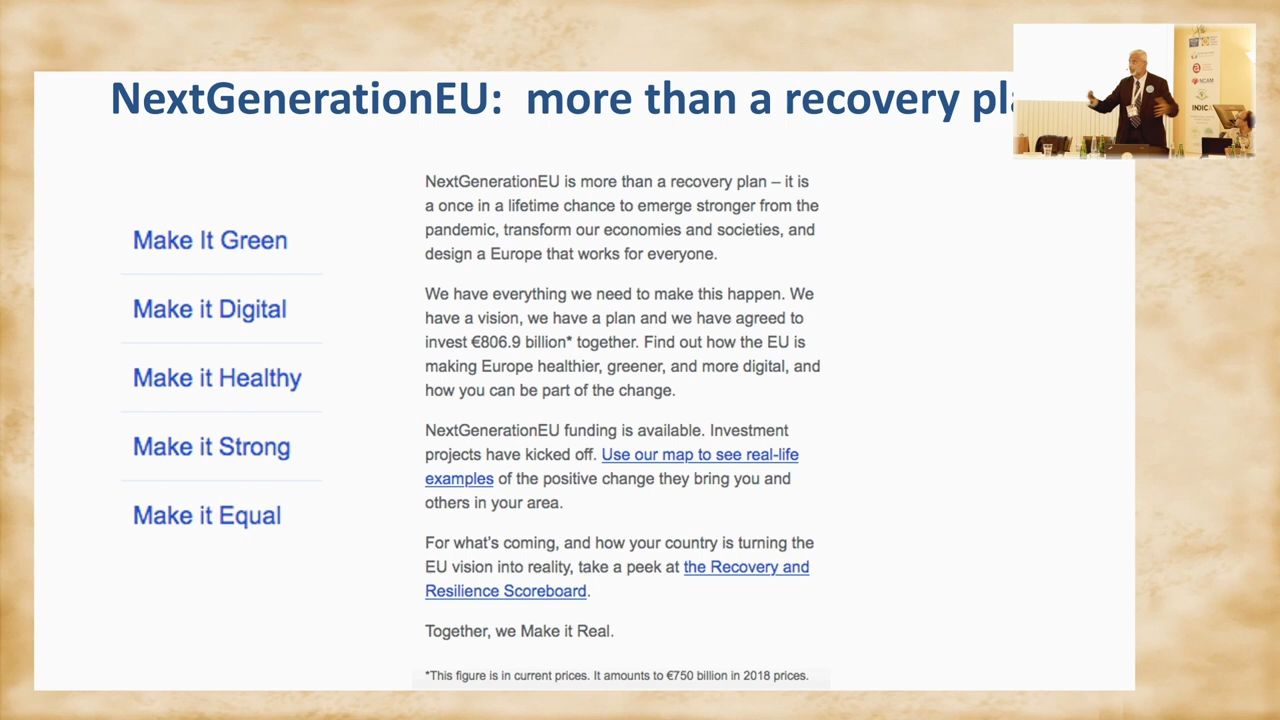 NextGenerationEU: more than a recovery
Make It Green
Make it Digital
Make it Healthy
Make it Strong
Make it Equal
NextGenerationEU is more than a recovery plan – it is
a once in a lifetime chance to emerge stronger from the
pandemic, transform our economies and societies, and
design a Europe that works for everyone.
We have everything we need to make this happen. We
have a vision, we have a plan and we have agreed to
invest €806.9 billion* together. Find out how the EU is
making Europe healthier, greener, and more digital, and
how you can be part of the change.
NextGenerationEU funding is available. Investment
projects have kicked off. Use our map to see real-life
examples of the positive change they bring you and
others in your area.
For what's coming, and how your country is turning the
EU vision into reality, take a peek at the Recovery and
Resilience Scoreboard.
Together, we Make it Real.
*This figure is in current prices. It amounts to €750 billion in 2018 prices.